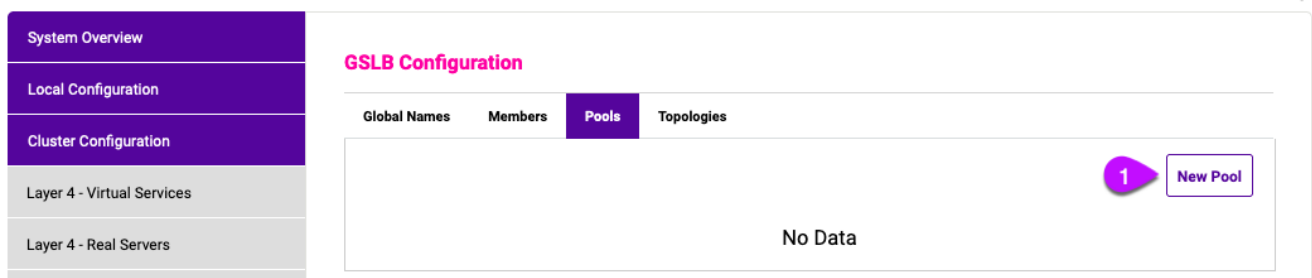 System Overview
Local Configuration
Cluster Configuration
Layer 4 - Virtual Services
Layer 4 - Real Servers
GSLB Configuration
Global Names Members Pools Topologies
1 New Pool
No Data